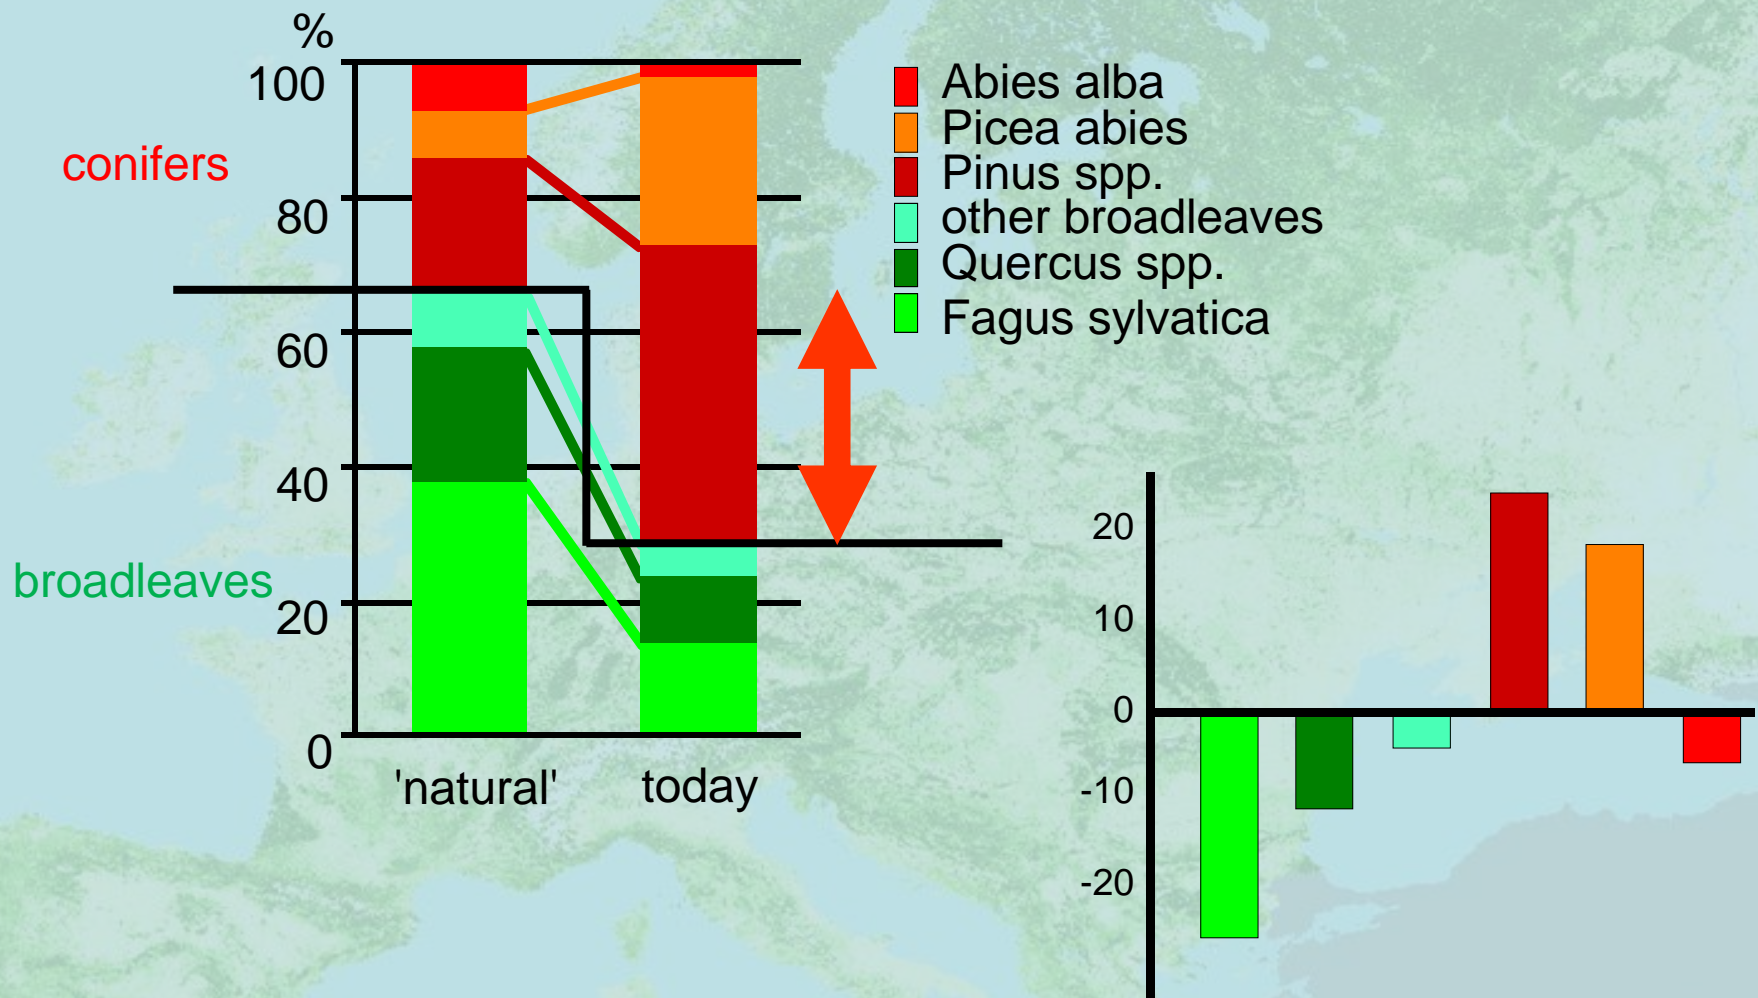 %
100
80
60
40
20
0
conifers
broadleaves
'natural'
today
Abies alba
Picea abies
Pinus spp.
other broadleaves
Quercus spp.
Fagus sylvatica
20
10
0
-10
-20